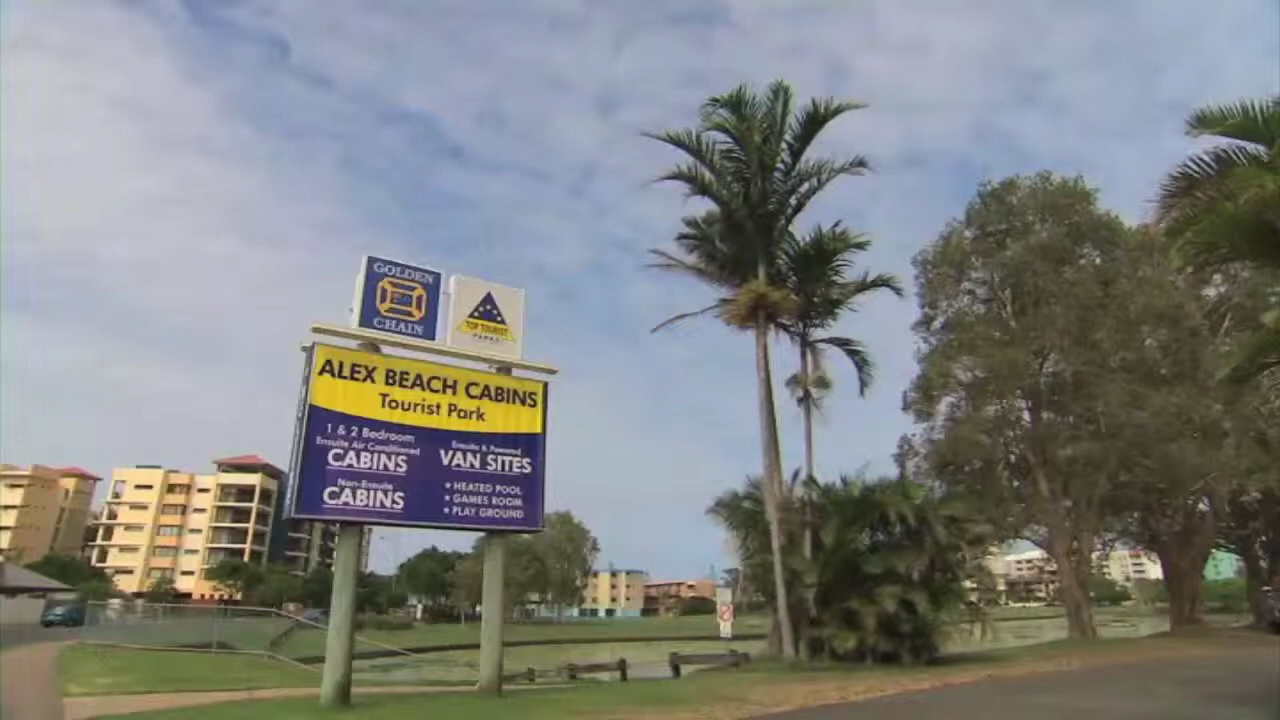 GOLDEN
CHAIN
TOP TOURIST
PARKS
ALEX BEACH CABINS
Tourist Park
1 & 2 Bedroom
Ensuite Air Conditioned
CABINS
Non-Ensuite
CABINS
Ensuite & Powered
VAN SITES
* HEATED POOL
* GAMES ROOM
* PLAY GROUND